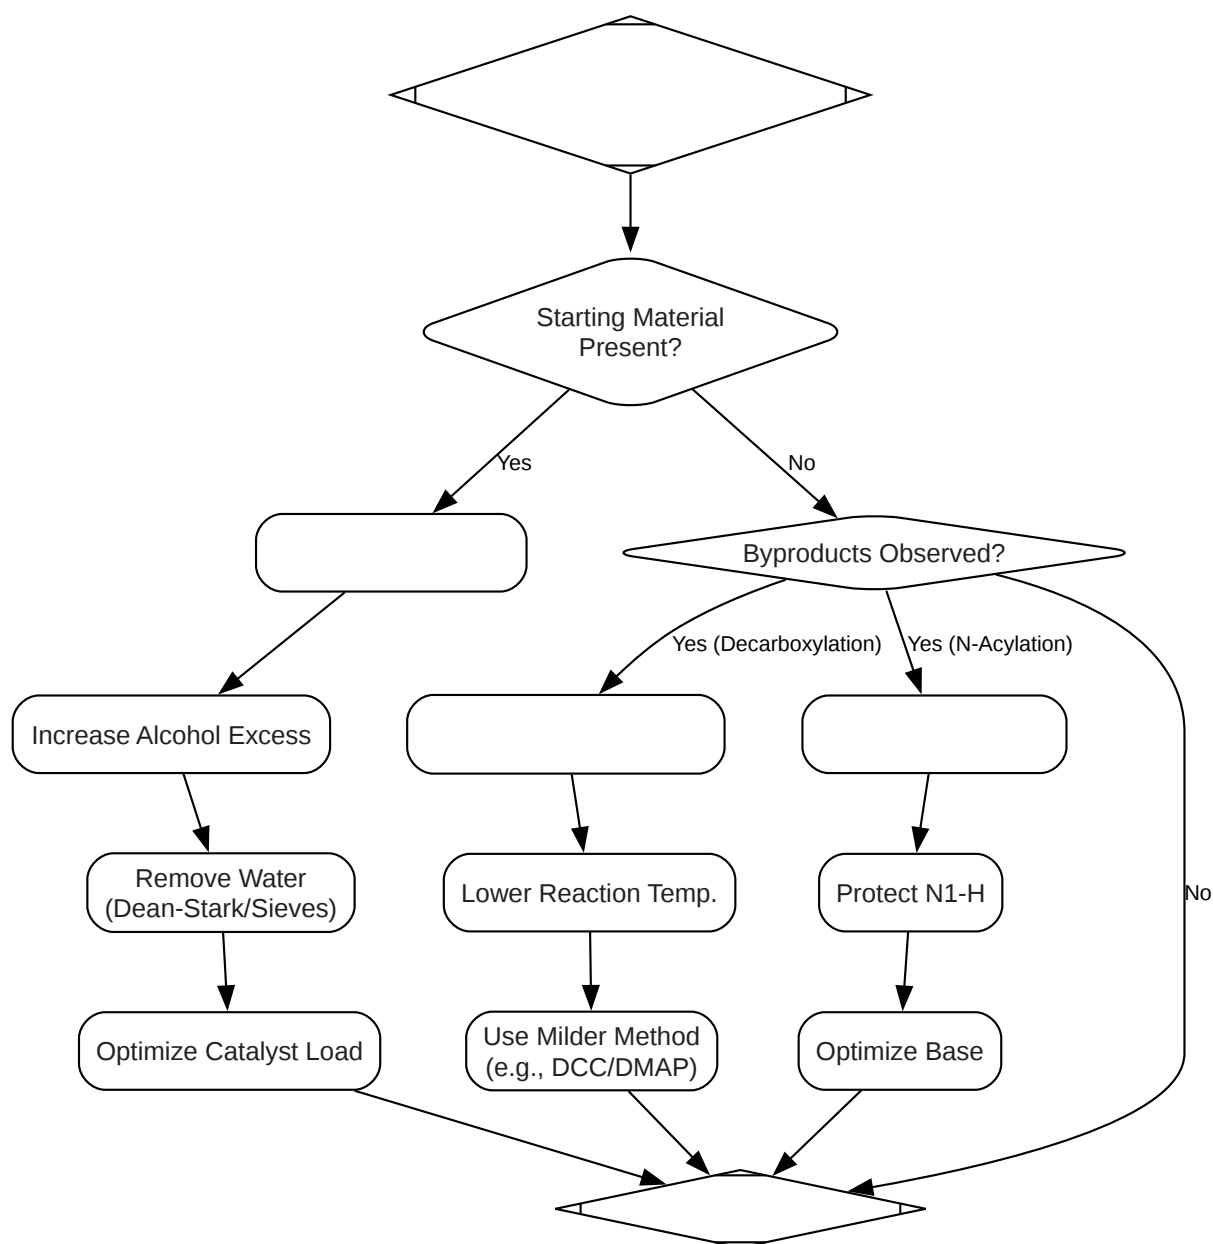 Starting Material
Present?
Yes
No
Byproducts Observed?
Yes (Decarboxylation)
Yes (N-Acylation)
Increase Alcohol Excess
Remove Water
(Dean-Stark/Sieves)
Lower Reaction Temp.
Protect N1-H
No
Optimize Catalyst Load
Use Milder Method
(e.g., DCC/DMAP)
Optimize Base